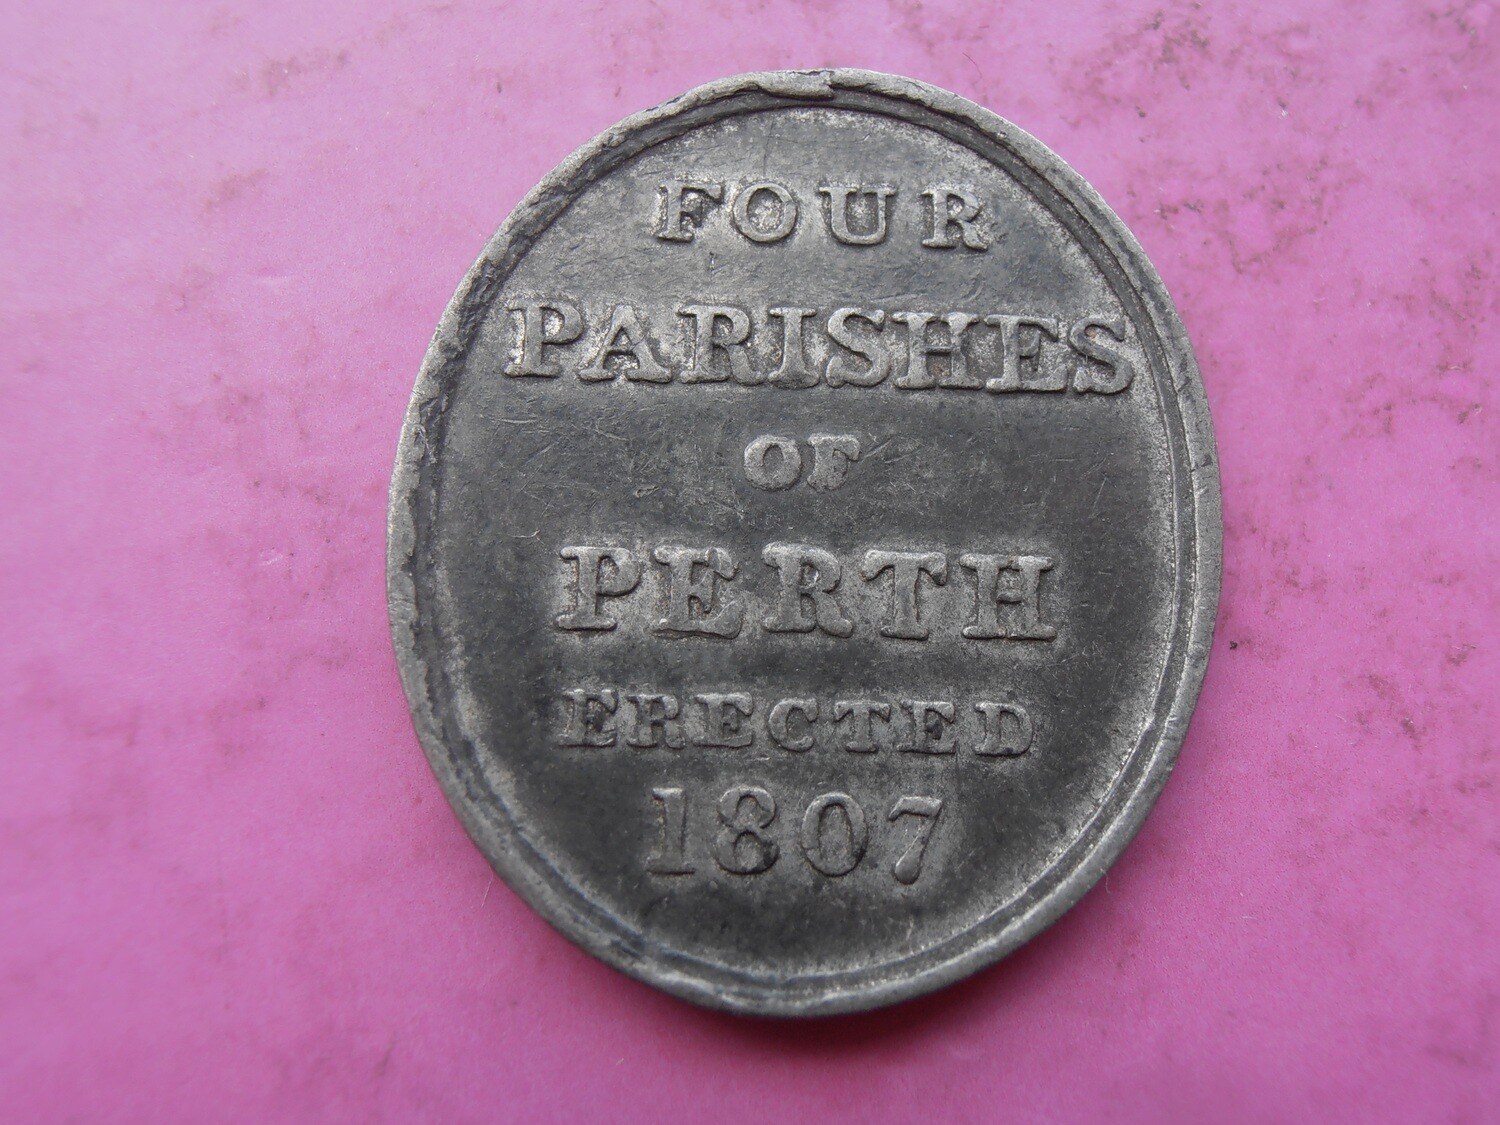 FOUR
PARISHES
OF
PERTH
ERECTED
1807